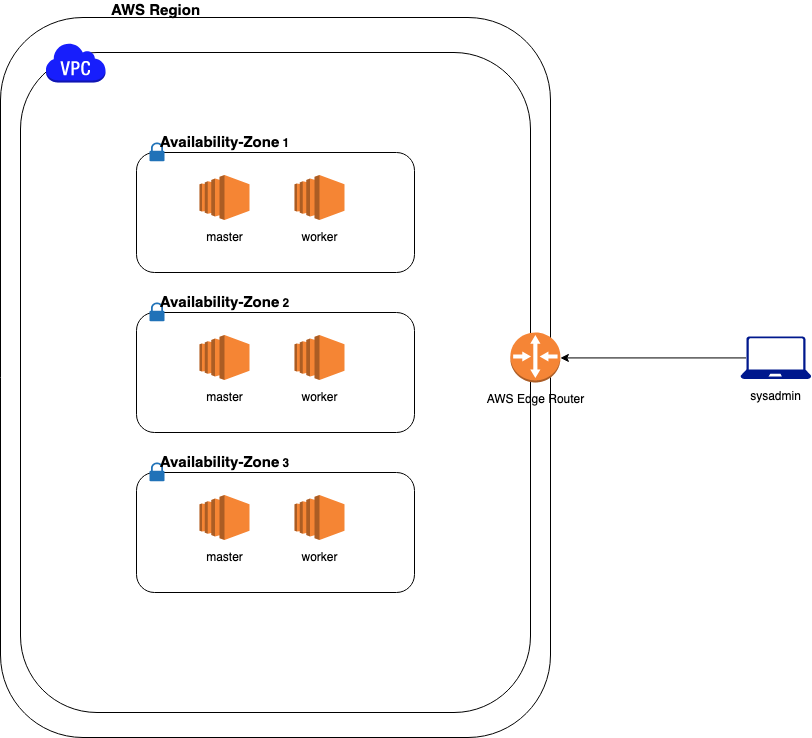 AWS Region
VPC
Availability-Zone 1
master
worker
Availability-Zone 2
master
worker
AWS Edge Router
sysadmin
Availability-Zone 3
master
worker